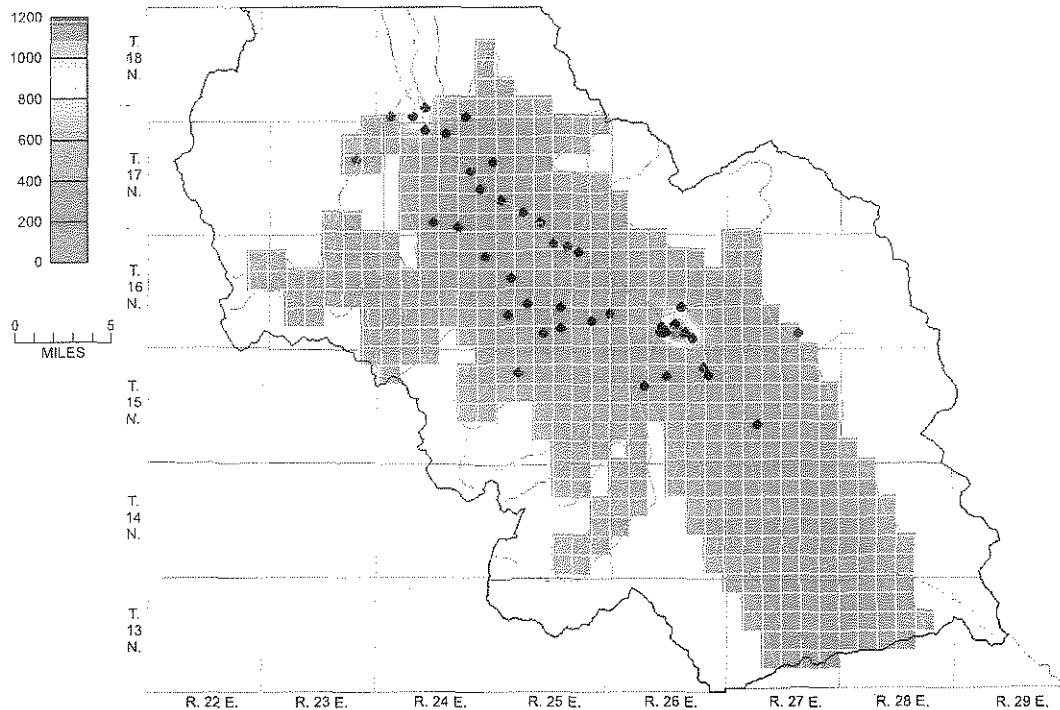 1200
1000
800
600
400
200
0
0 5
MILES
T.
18
N.
T.
17
N.
T.
16
N.
T.
15
N.
T.
14
N.
T.
13
N.
R. 22 E. R. 23 E. R. 24 E. R. 25 E. R. 26 E. R. 27 E. R. 28 E. R. 29 E.